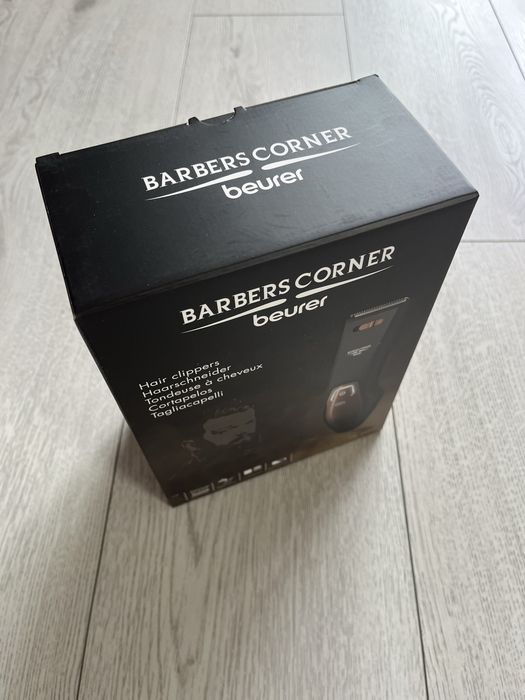 BARBERS CORNER
beurer
BARBERS CORNER
beurer
Hair clippers
Haarschneider
Tondeuse à cheveux
Cortapelos
Tagliacapelli